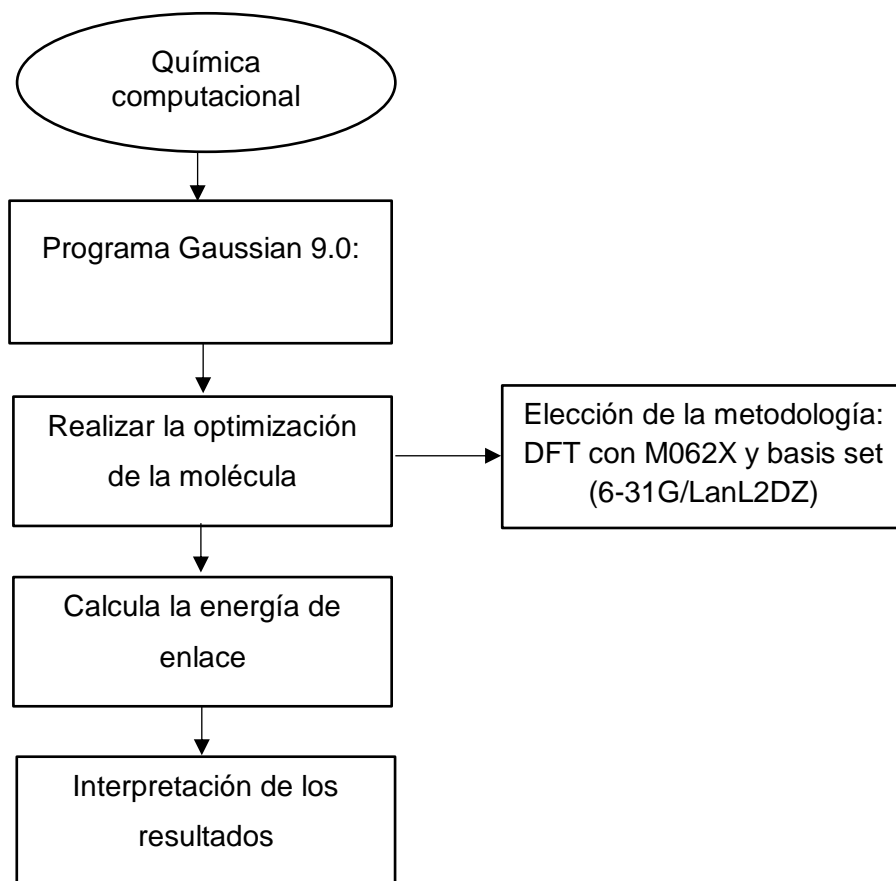 Química
computacional
Programa Gaussian 9.0:
Realizar la optimización
de la molécula
Elección de la metodología:
DFT con M062X y basis set
(6-31G/LanL2DZ)
Calcula la energía de
enlace
Interpretación de los
resultados